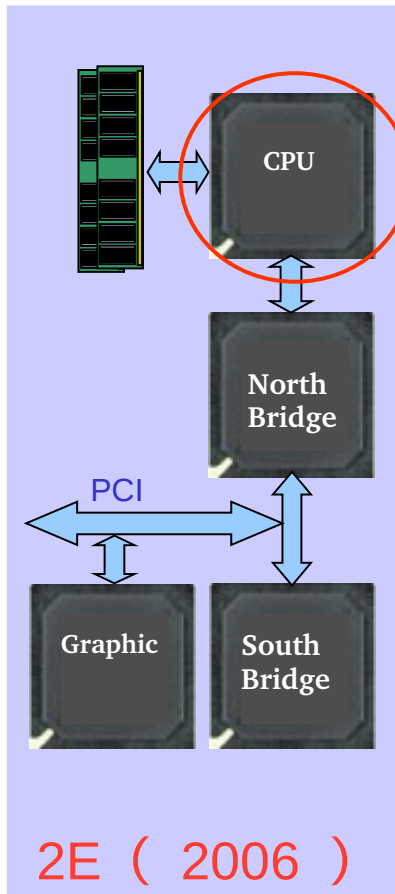 CPU
North
Bridge
PCI
Graphic
South
Bridge
2E ( 2006 )